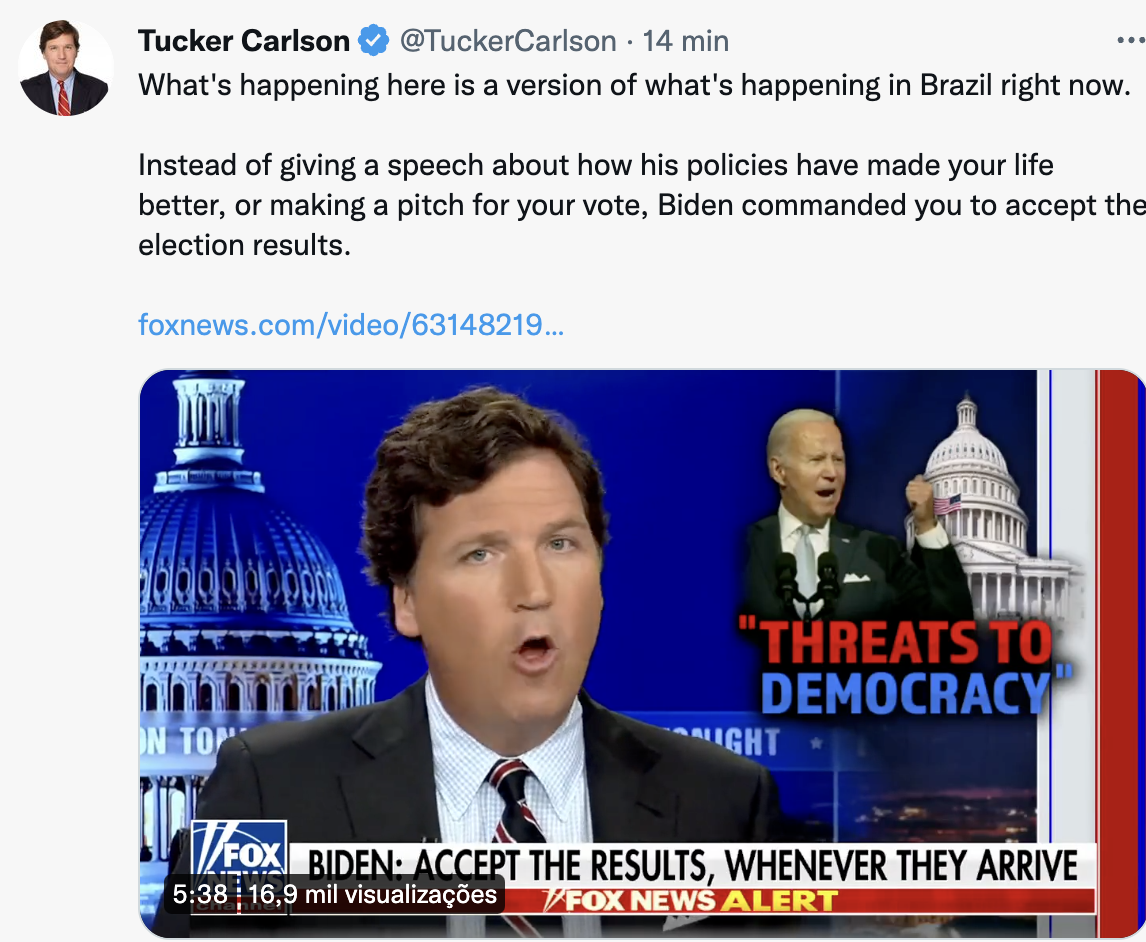 Tucker Carlson @TuckerCarlson · 14 min
What's happening here is a version of what's happening in Brazil right now.
Instead of giving a speech about how his policies have made your life
better, or making a pitch for your vote, Biden commanded you to accept the
election results.
foxnews.com/video/63148219...
"THREATS TO
DEMOCRACY"
FOX
NEWS
channel
BIDEN: ACCEPT THE RESULTS, WHENEVER THEY ARRIVE
5:38 16,9 mil visualizações
FOX NEWS ALERT